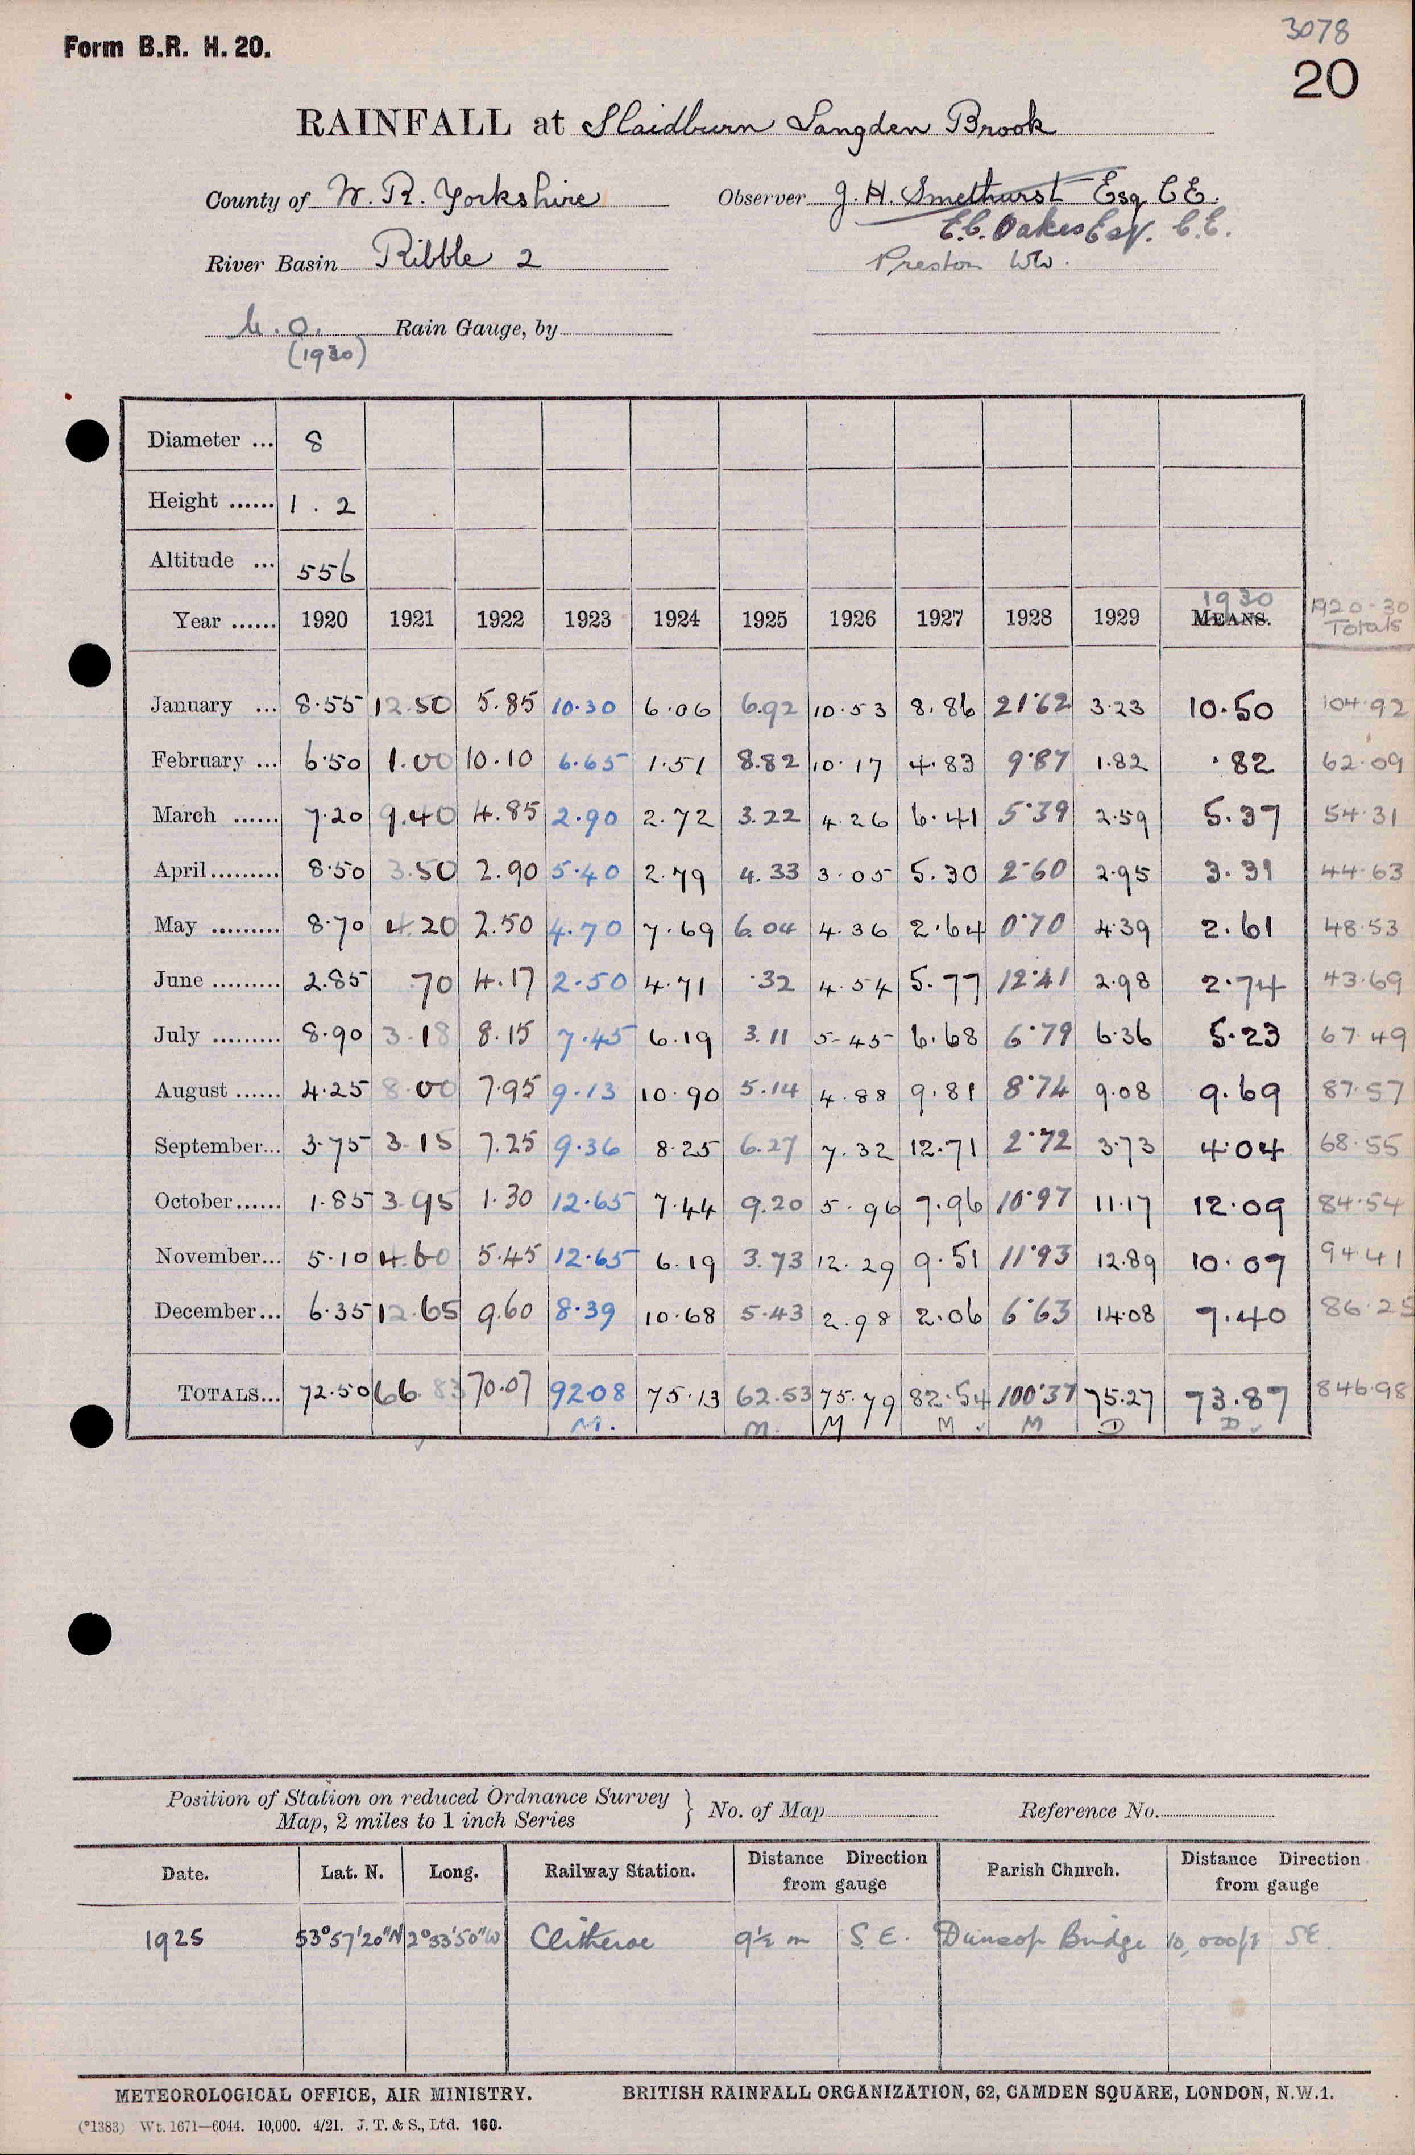 3078
Form B.R. H. 20.
20
RAINFALL at Slaidburn Langden Brook
County of W. R. Yorkshire Observer J. H. Smethurst Esq C.E.
E.C. Oakes Esq. C.E.
River Basin Ribble 2 Preston WW.
M.O. Rain Gauge, by
(1930)
Diameter ... 8
Height ...... 1 . 2
Altitude ... 556
1930 1920-30
Year ...... 1920 1921 1922 1923 1924 1925 1926 1927 1928 1929 MEANS. Totals
January ... 8.55 12.50 5.85 10.30 6.06 6.92 10.53 8.86 21.62 3.23 10.50 104.92
February ... 6.50 1.00 10.10 6.65 1.51 8.82 10.17 4.83 9.87 1.82 .82 62.09
March ...... 7.20 9.40 4.85 2.90 2.72 3.22 4.26 6.41 5.39 2.59 5.37 54.31
April ......... 8.50 3.50 2.90 5.40 2.79 4.33 3.05 5.30 2.60 2.95 3.31 44.63
May ......... 8.70 4.20 2.50 4.70 7.69 6.04 4.36 2.64 0.70 4.39 2.61 48.53
June ......... 2.85 .70 4.17 2.50 4.71 .32 4.54 5.77 12.41 2.98 2.74 43.69
July ......... 8.90 3.18 8.15 7.45 6.19 3.11 5.45 6.68 6.79 6.36 5.23 67.49
August ...... 4.25 8.00 7.95 9.13 10.90 5.14 4.88 9.81 8.74 9.08 9.69 87.57
September... 3.75 3.15 7.25 9.36 8.25 6.27 7.32 12.71 2.72 3.73 4.04 68.55
October...... 1.85 3.95 1.30 12.65 7.44 9.20 5.96 7.96 10.97 11.17 12.09 84.54
November... 5.10 4.60 5.45 12.65 6.19 3.73 12.29 9.51 11.93 12.89 10.07 94.41
December... 6.35 12.65 9.60 8.39 10.68 5.43 2.98 2.06 6.63 14.08 7.40 86.25
TOTALS... 72.50 66.83 70.07 92.08 75.13 62.53 75.79 82.54 100.37 75.27 73.87 846.98
M. M. M M M D D
Position of Station on reduced Ordnance Survey
Map, 2 miles to 1 inch Series } No. of Map Reference No.
Date. Lat. N. Long. Railway Station. Distance Direction from gauge Parish Church. Distance Direction from gauge
1925 53°57'20"N 2°33'50"W Clitheroe 9½ m S.E. Dunsop Bridge 10,000ft SE.
METEOROLOGICAL OFFICE, AIR MINISTRY. BRITISH RAINFALL ORGANIZATION, 62, CAMDEN SQUARE, LONDON, N.W.1.
(*1383) Wt. 1671—6044. 10,000. 4/21. J. T. & S., Ltd. 160.